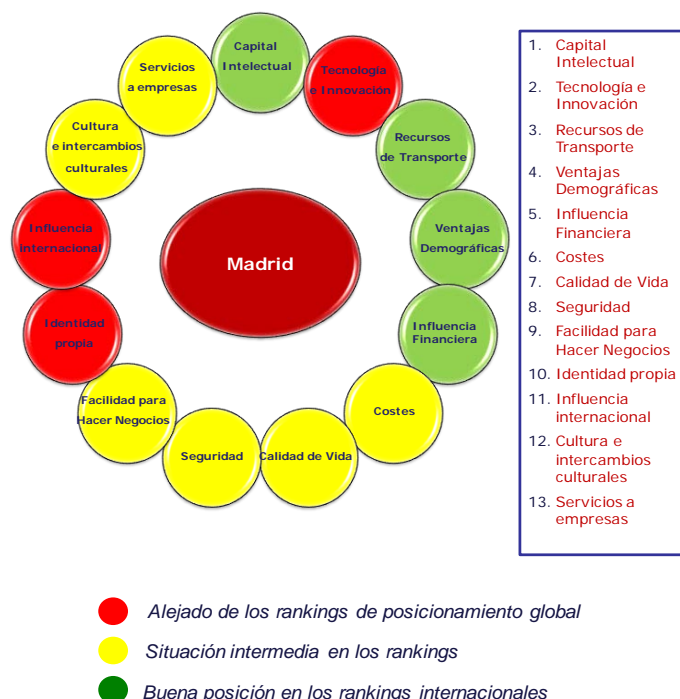 Capital
Intelectual
Tecnología
e Innovación
Recursos
de Transporte
Ventajas
Demográficas
Influencia
Financiera
Costes
Calidad de Vida
Seguridad
Facilidad para
Hacer Negocios
Identidad
propia
Influencia
Internacional
Cultura
e intercambios
culturales
Servicios
a empresas
Madrid
1. Capital
Intelectual
2. Tecnología e
Innovación
3. Recursos de
Transporte
4. Ventajas
Demográficas
5. Influencia
Financiera
6. Costes
7. Calidad de Vida
8. Seguridad
9. Facilidad para
Hacer Negocios
10. Identidad propia
11. Influencia
internacional
12. Cultura e
intercambios
culturales
13. Servicios a
empresas
Alejado de los rankings de posicionamiento global
Situación intermedia en los rankings
Buena posición en los rankings internacionales